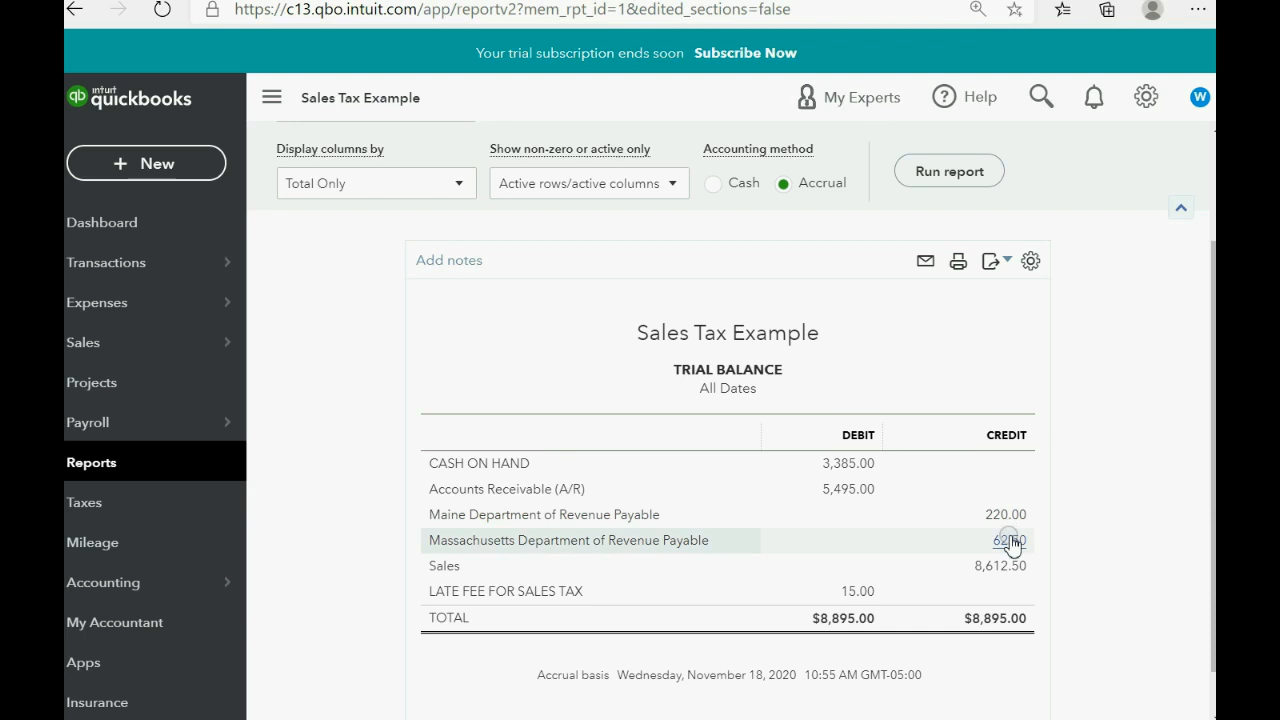 https://c13.qbo.intuit.com/app/reportv2?mem_rpt_id=1&edited_sections=false
Your trial subscription ends soon Subscribe Now
qb intuit quickbooks
Sales Tax Example
My Experts
Help
W
+ New
Display columns by
Show non-zero or active only
Accounting method
Total Only
Active rows/active columns
Cash
Accrual
Run report
Dashboard
Transactions
Expenses
Sales
Projects
Payroll
Reports
Taxes
Mileage
Accounting
My Accountant
Apps
Insurance
Add notes
Sales Tax Example
TRIAL BALANCE
All Dates
DEBIT CREDIT
CASH ON HAND 3,385.00
Accounts Receivable (A/R) 5,495.00
Maine Department of Revenue Payable 220.00
Massachusetts Department of Revenue Payable
Sales 8,612.50
LATE FEE FOR SALES TAX 15.00
TOTAL $8,895.00 $8,895.00
Accrual basis Wednesday, November 18, 2020 10:55 AM GMT-05:00